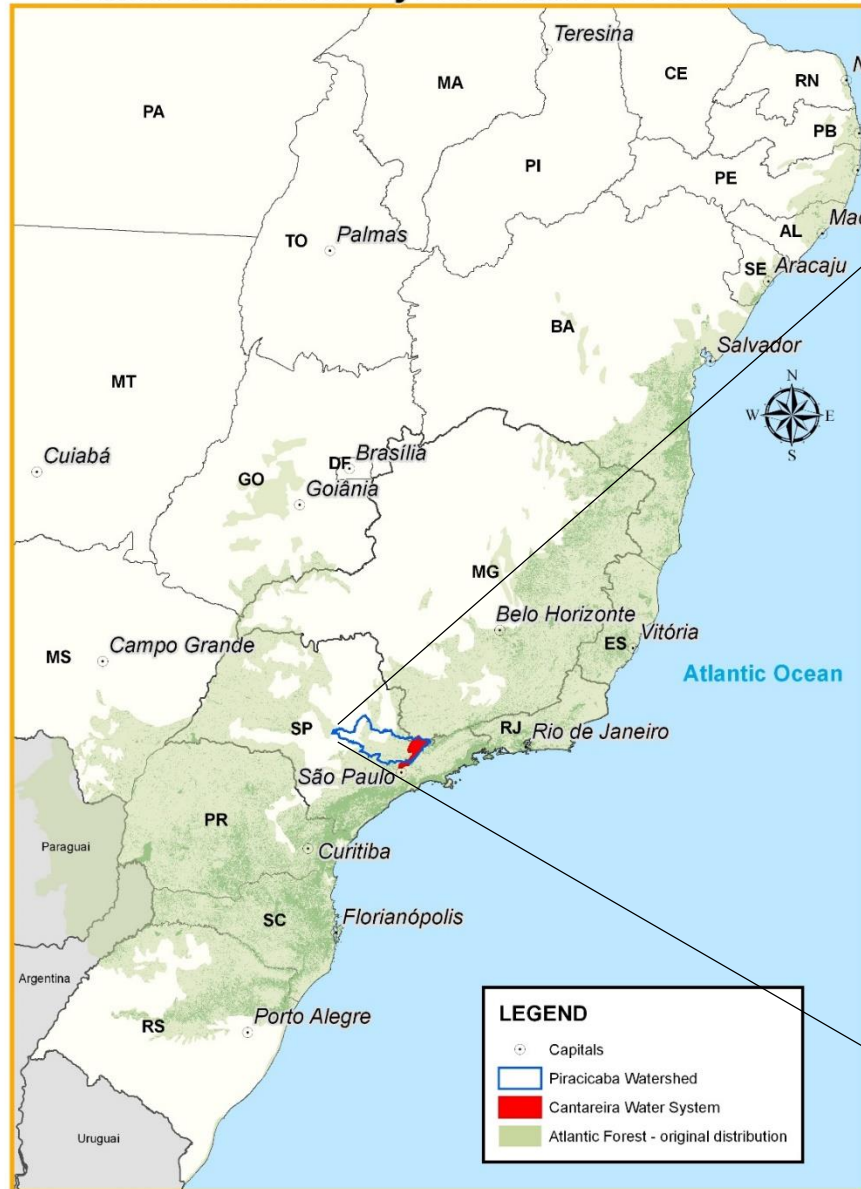 Teresina
MA
CE
RN
PA
PB
PI
PE
TO
Palmas
AL
SE
Aracaju
BA
Salvador
MT
N
W
E
S
Cuiabá
DF
Brasília
GO
Goiânia
MG
Belo Horizonte
ES
Vitória
MS
Campo Grande
Atlantic Ocean
SP
RJ
Rio de Janeiro
São Paulo
PR
Paraguai
Curitiba
SC
Florianópolis
Argentina
RS
Porto Alegre
Uruguai
LEGEND
Capitals
Piracicaba Watershed
Cantareira Water System
Atlantic Forest - original distribution